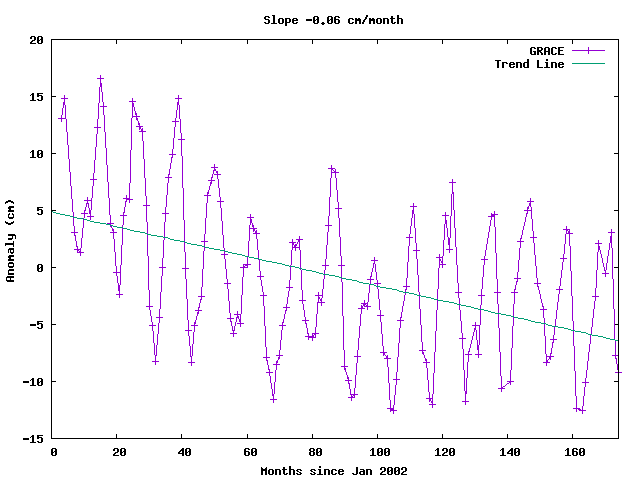 Slope -0.06 cm/month
GRACE
Trend Line
20
15
10
5
0
-5
-10
-15
Anomaly (cm)
0 20 40 60 80 100 120 140 160
Months since Jan 2002